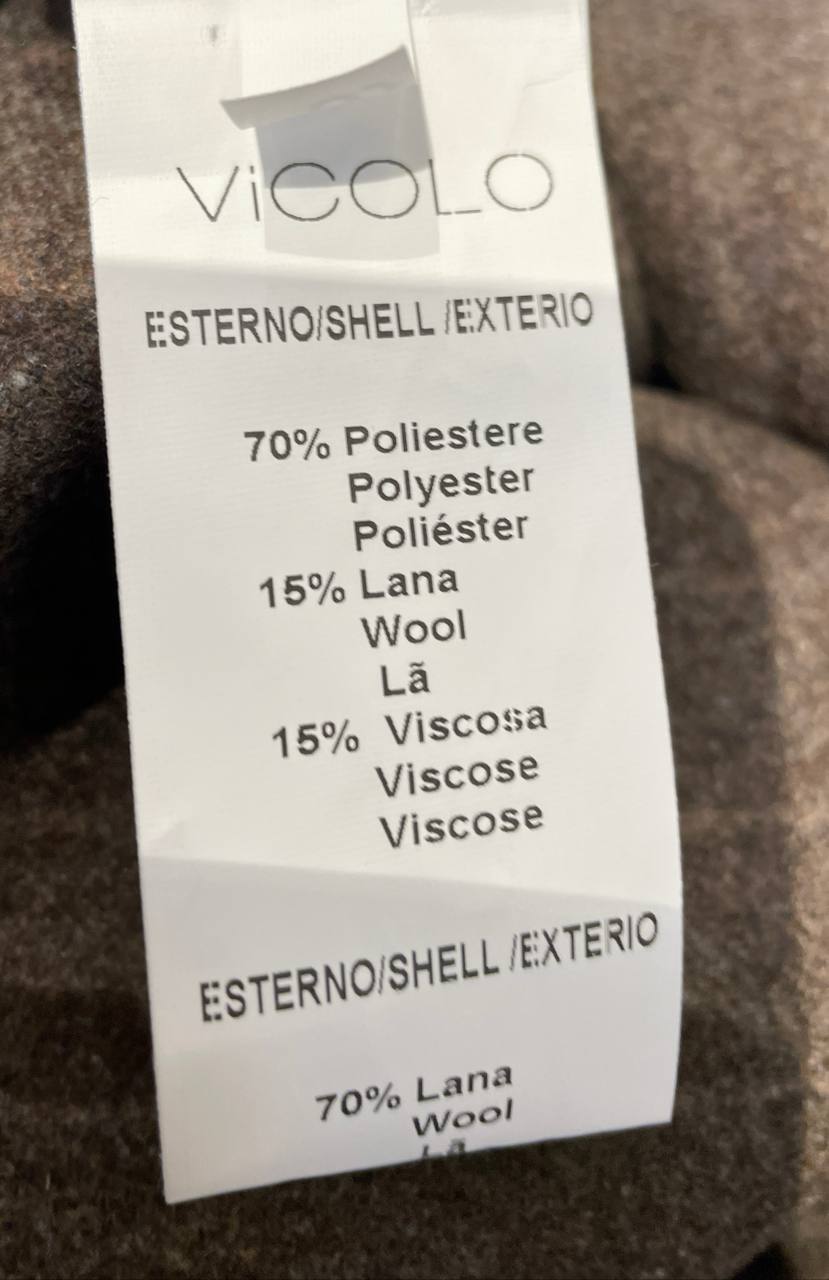 ViCOLO
ESTERNO/SHELL /EXTERIO
70% Poliestere
Polyester
Poliéster
15% Lana
Wool
Lã
15% Viscosa
Viscose
Viscose
ESTERNO/SHELL /EXTERIO
70% Lana
Wool
Lã